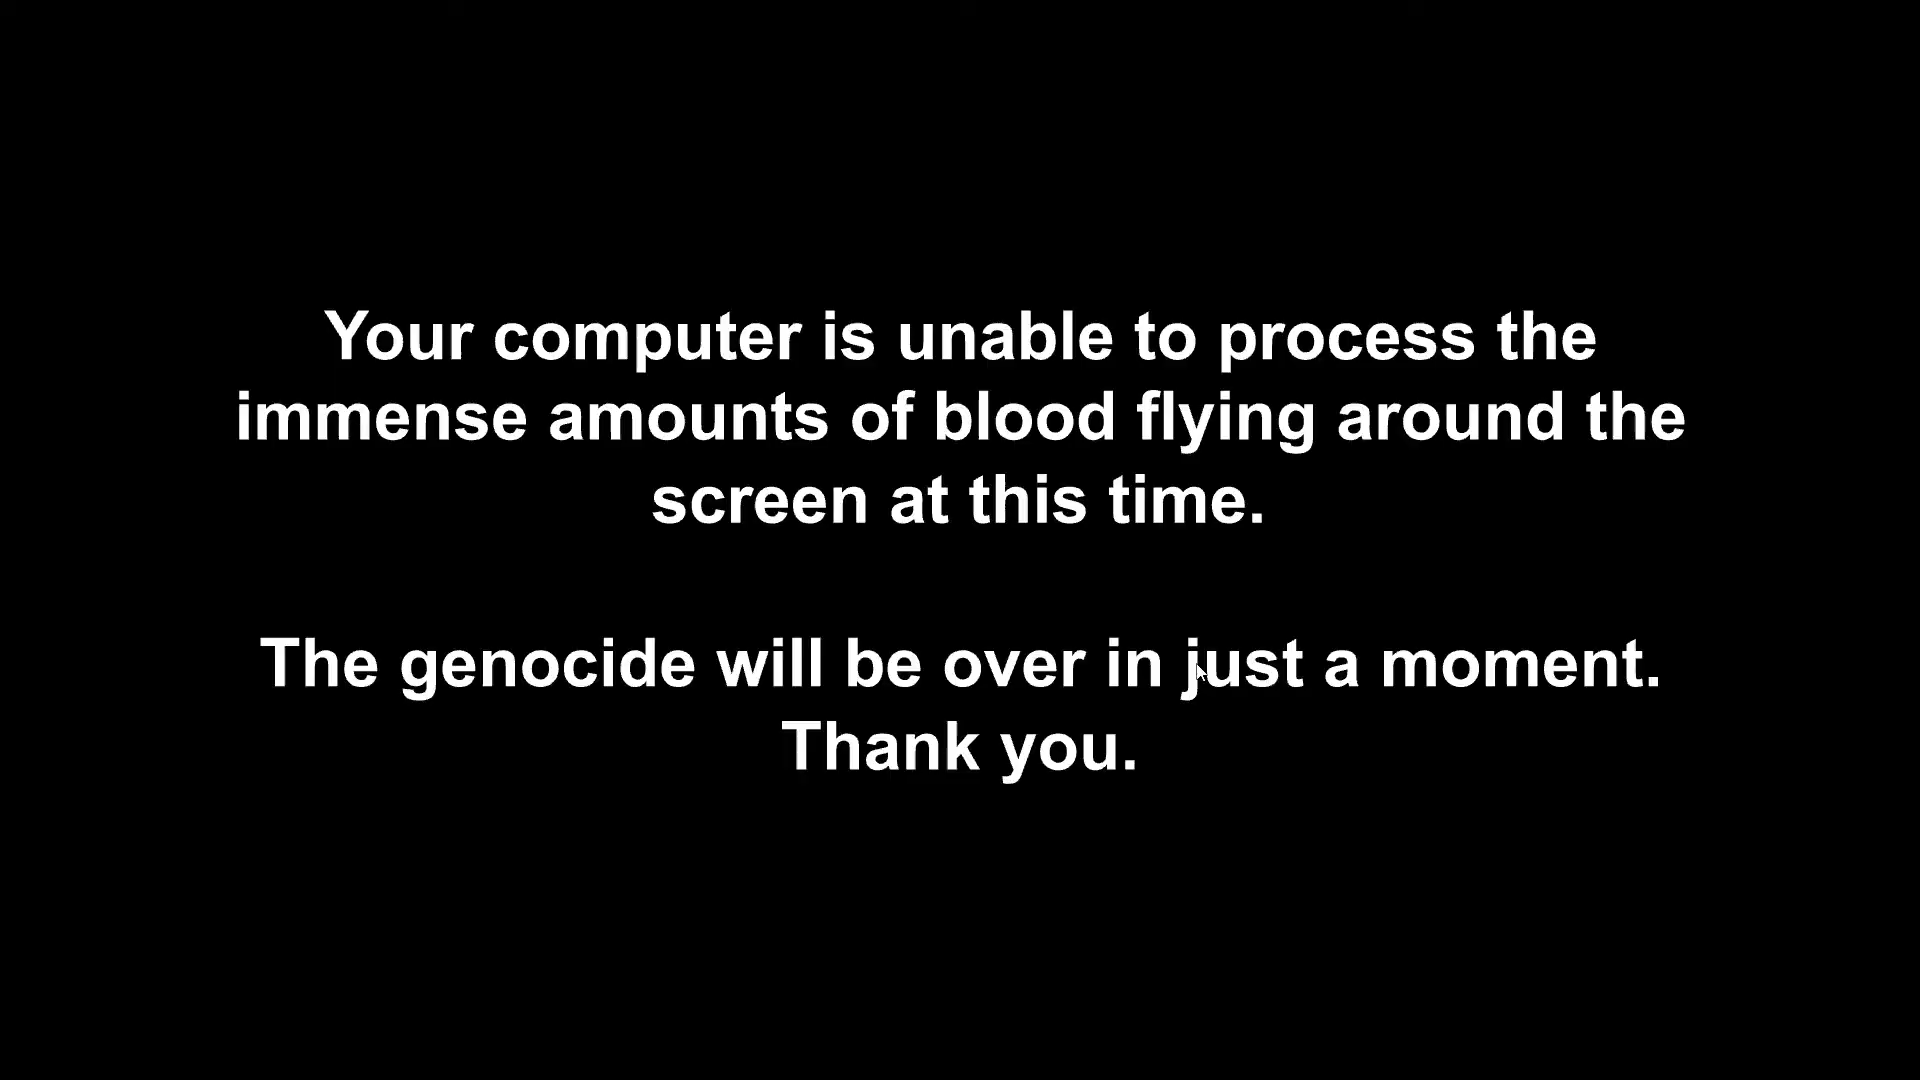 Your computer is unable to process the
immense amounts of blood flying around the
screen at this time.
The genocide will be over in just a moment.
Thank you.